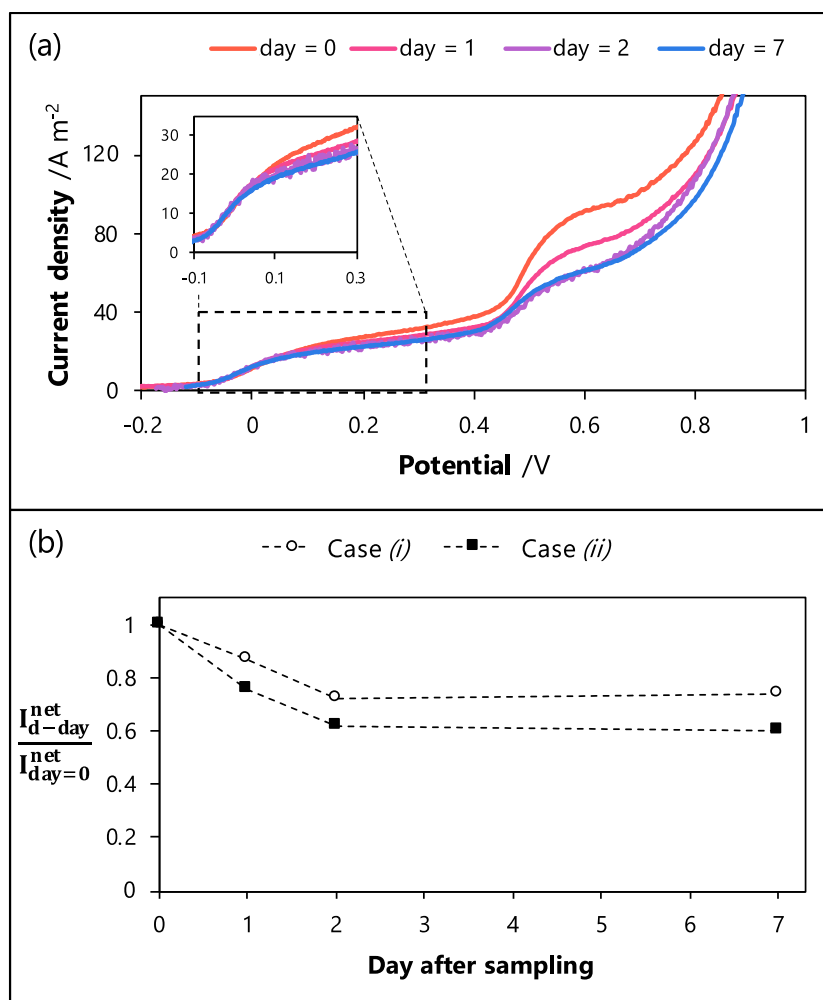 (a)
day = 0 day = 1 day = 2 day = 7
Current density /A m⁻²
120
80
40
0
30
20
10
0
-0.1 0.1 0.3
-0.2 0 0.2 0.4 0.6 0.8 1
Potential /V
(b)
Case (i) Case (ii)
I^net_d−day
I^net_day=0
1
0.8
0.6
0.4
0.2
0
0 1 2 3 4 5 6 7
Day after sampling